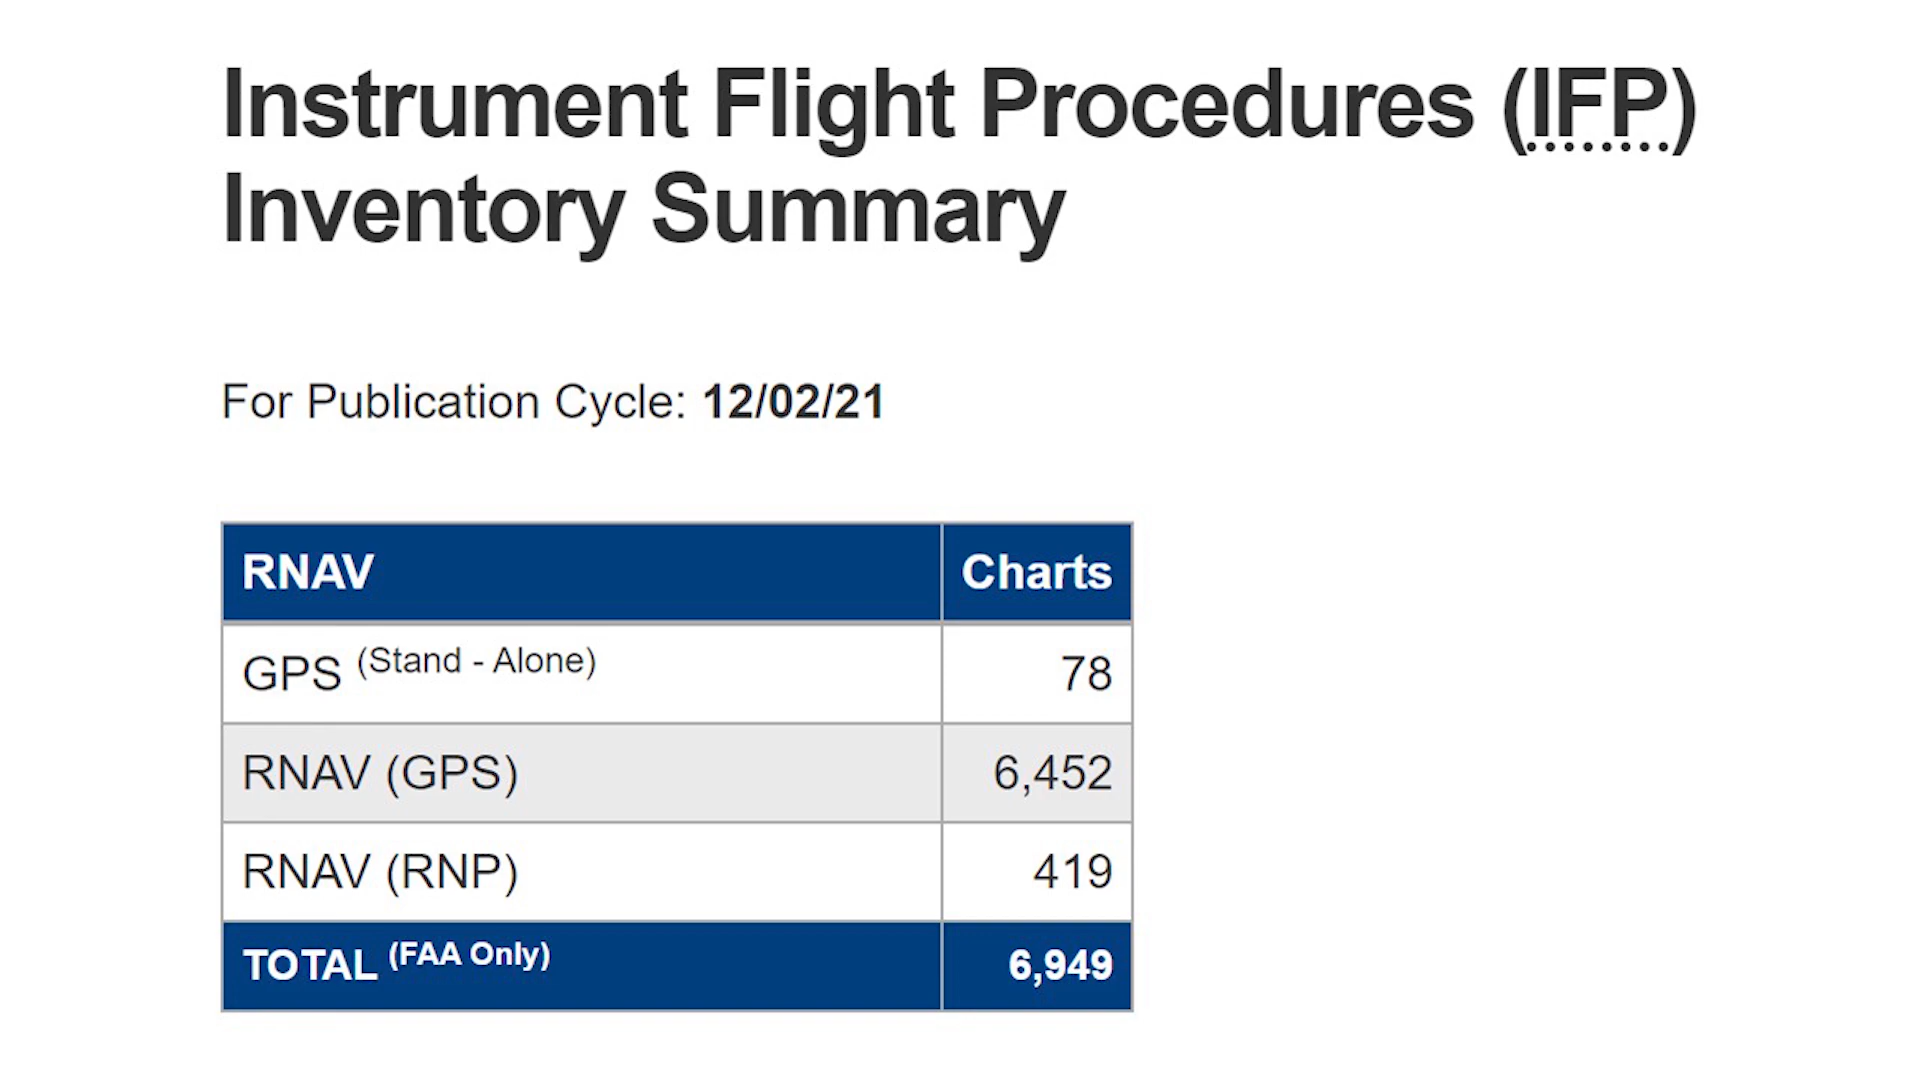 Instrument Flight Procedures (IFP)
Inventory Summary
For Publication Cycle: 12/02/21
RNAV Charts
GPS (Stand - Alone) 78
RNAV (GPS) 6,452
RNAV (RNP) 419
TOTAL (FAA Only) 6,949